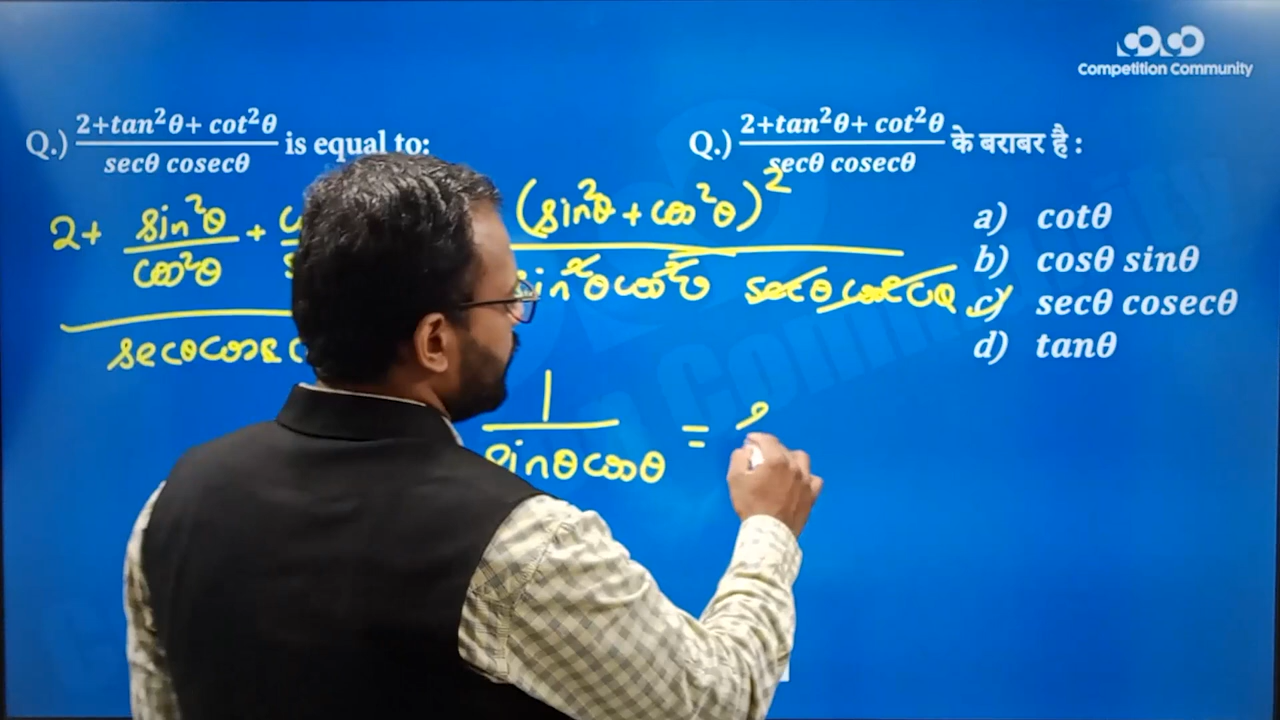 Competition Community
Q.) 2+tan²θ+ cot²θ / secθ cosecθ is equal to:
Q.) 2+tan²θ+ cot²θ / secθ cosecθ के बराबर है :
2+ sin²θ / cos²θ +
secθ
(sin²θ + cos²θ)²
sin²θcos²θ secθcosecθ
1 / sinθcosθ =
a) cotθ
b) cosθ sinθ
c) secθ cosecθ
d) tanθ